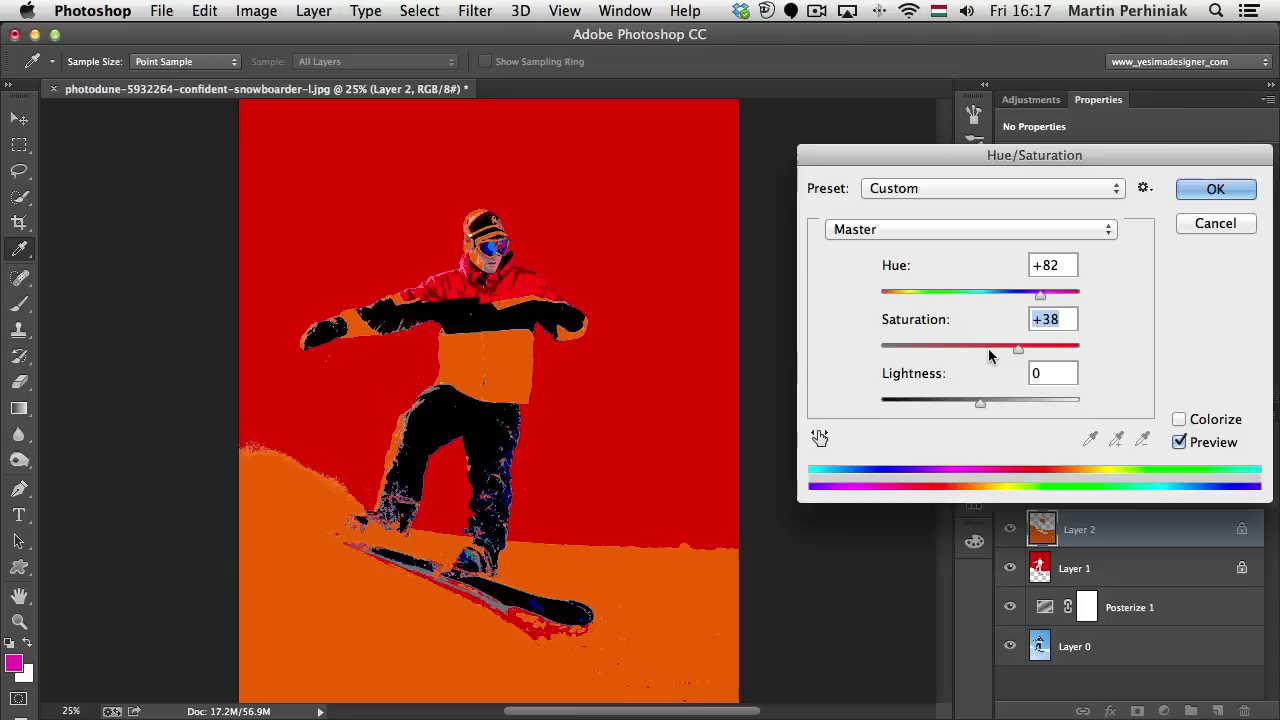 Photoshop File Edit Image Layer Type Select Filter 3D View Window Help Fri 16:17 Martin Perhiniak
Adobe Photoshop CC
Sample Size: Point Sample Sample: All Layers Show Sampling Ring www_yesimadesigner_com
photodune-5932264-confident-snowboarder-l.jpg @ 25% (Layer 2, RGB/8#) *
Adjustments Properties
No Properties
Hue/Saturation
Preset: Custom
OK
Master
Cancel
Hue: +82
Saturation: +38
Lightness: 0
Colorize
Preview
Layer 2
Layer 1
Posterize 1
Layer 0
25% Doc: 17.2M/56.9M